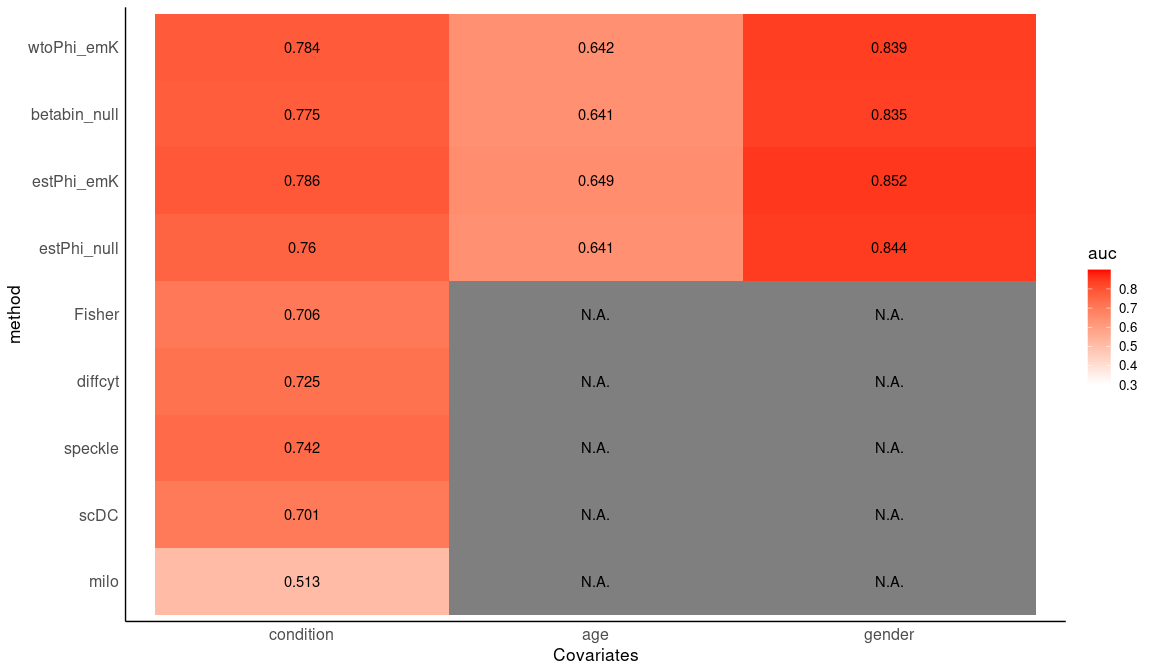 method
wtoPhi_emK 0.784 0.642 0.839
betabin_null 0.775 0.641 0.835
estPhi_emK 0.786 0.649 0.852
estPhi_null 0.76 0.641 0.844
Fisher 0.706 N.A. N.A.
diffcyt 0.725 N.A. N.A.
speckle 0.742 N.A. N.A.
scDC 0.701 N.A. N.A.
milo 0.513 N.A. N.A.
condition age gender
Covariates
auc
0.8
0.7
0.6
0.5
0.4
0.3